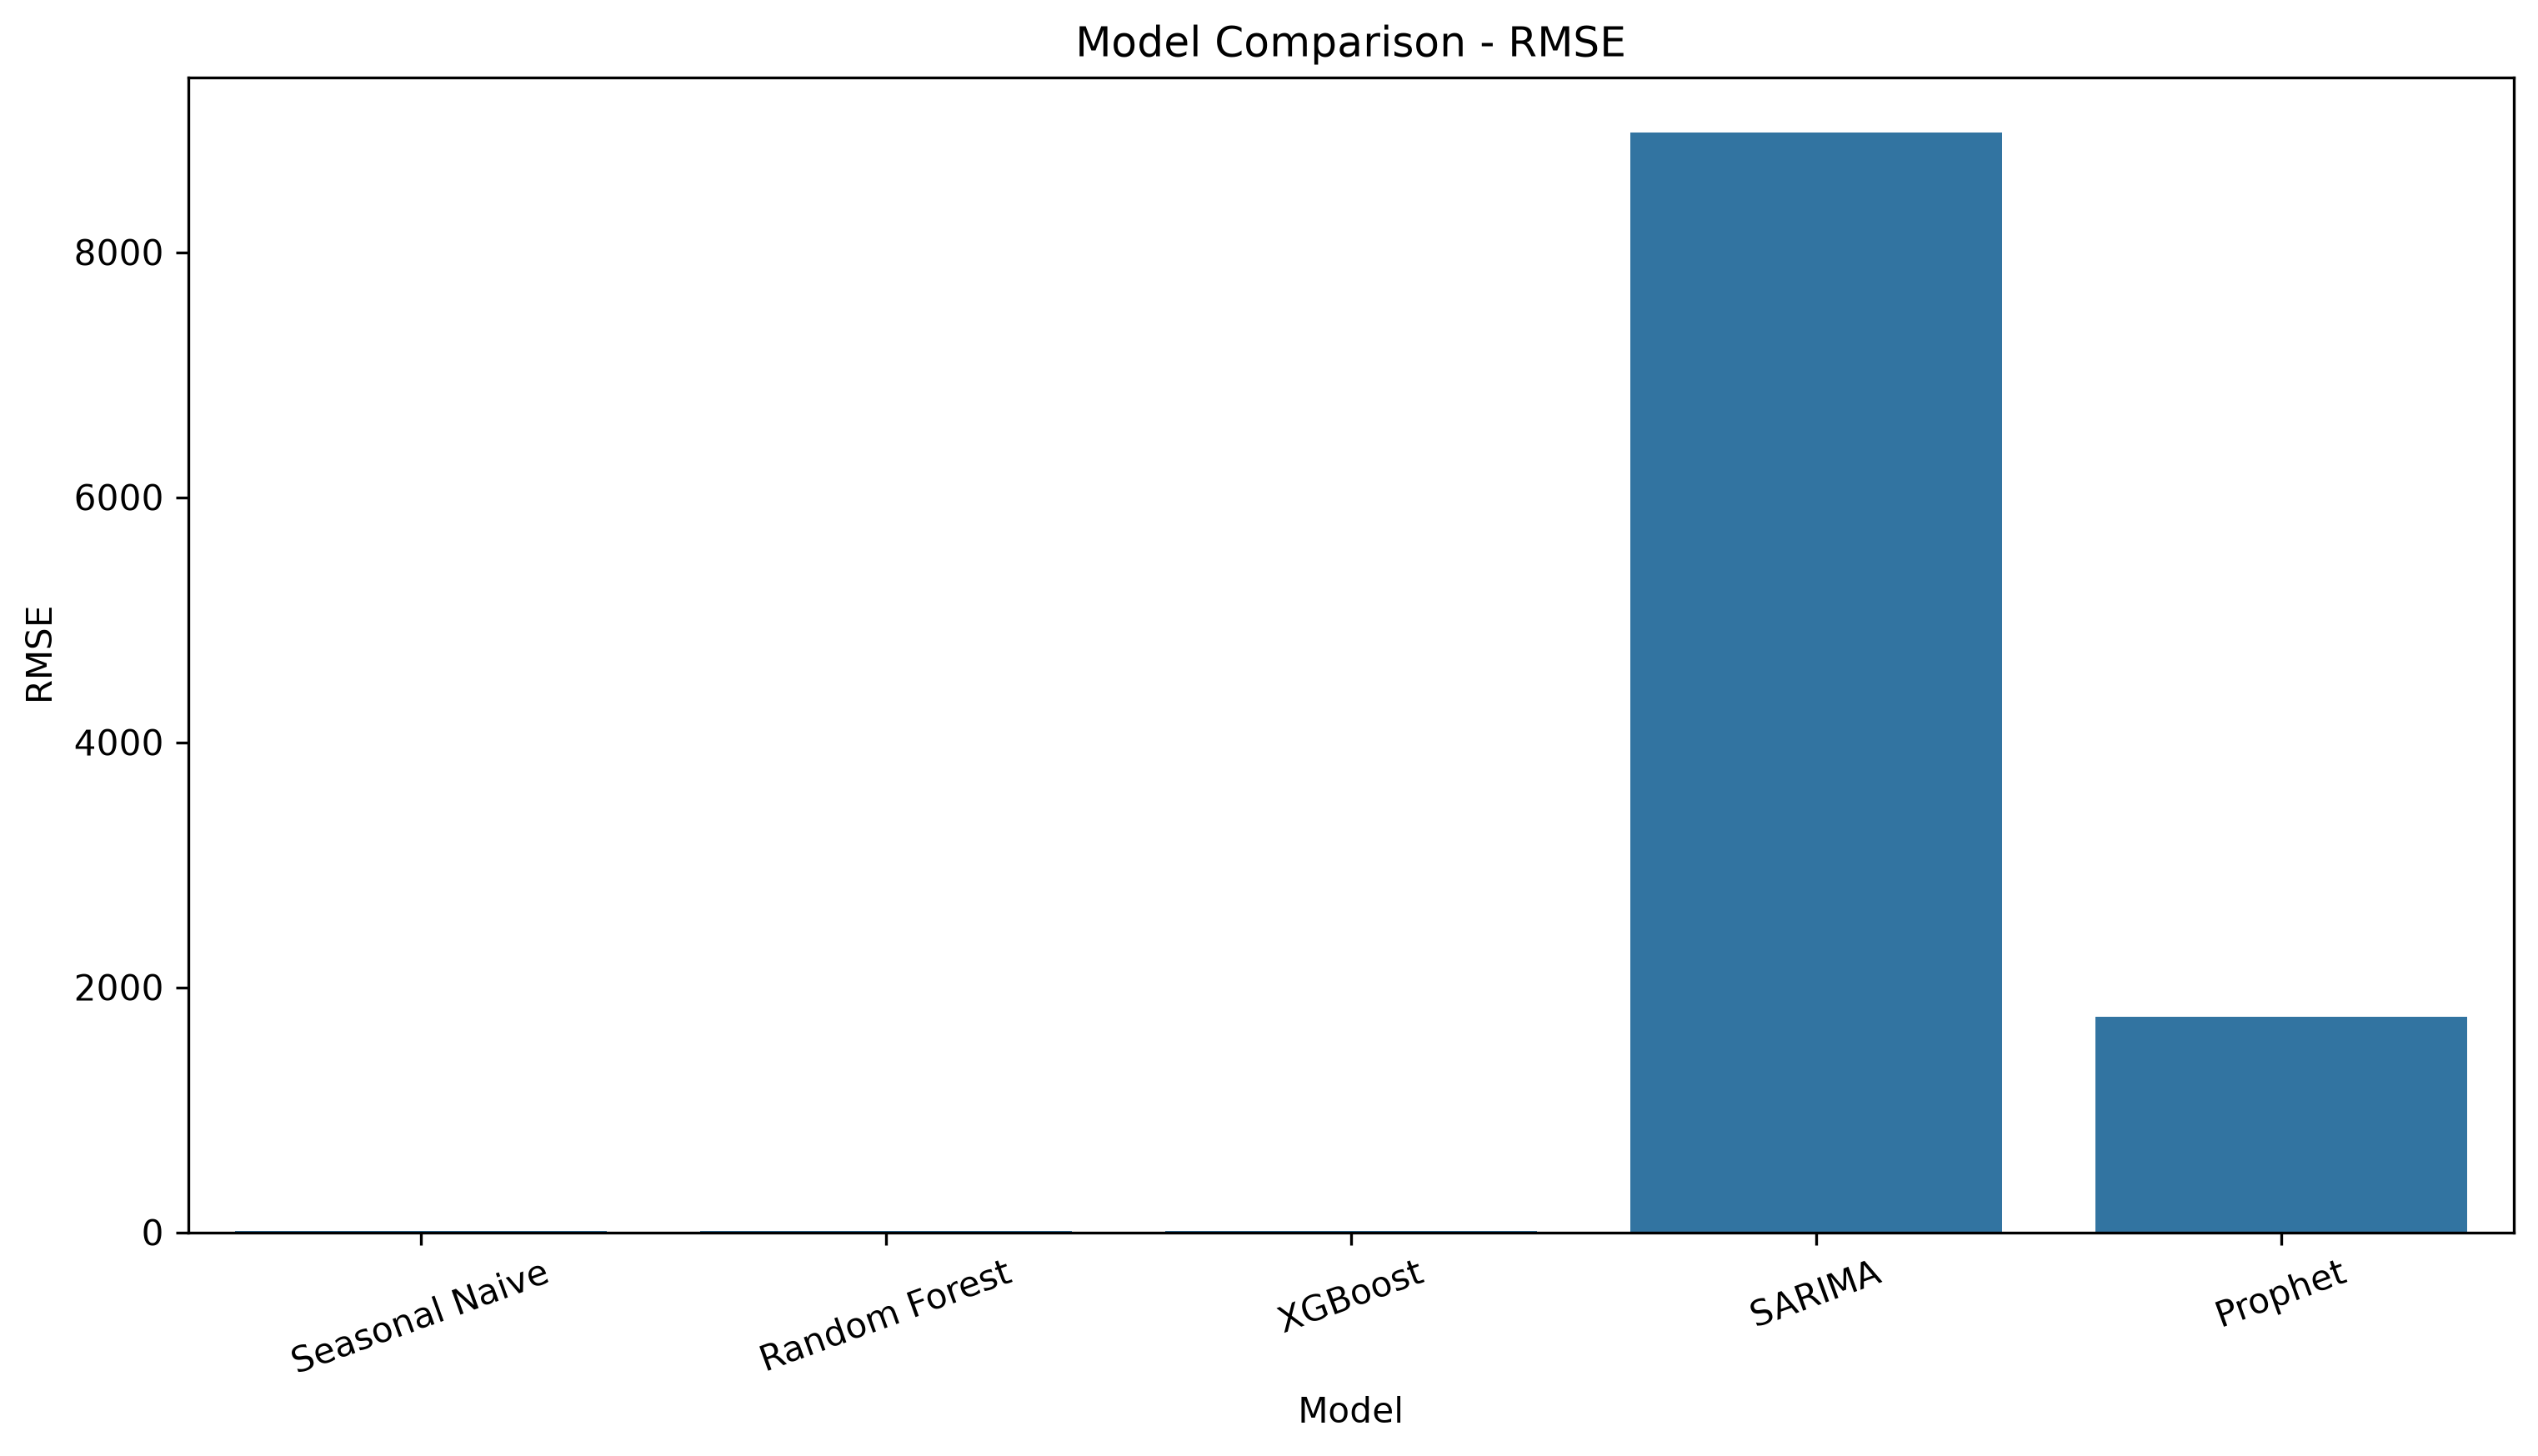 Model Comparison - RMSE
RMSE
8000
6000
4000
2000
0
Seasonal Naive
Random Forest
XGBoost
SARIMA
Prophet
Model